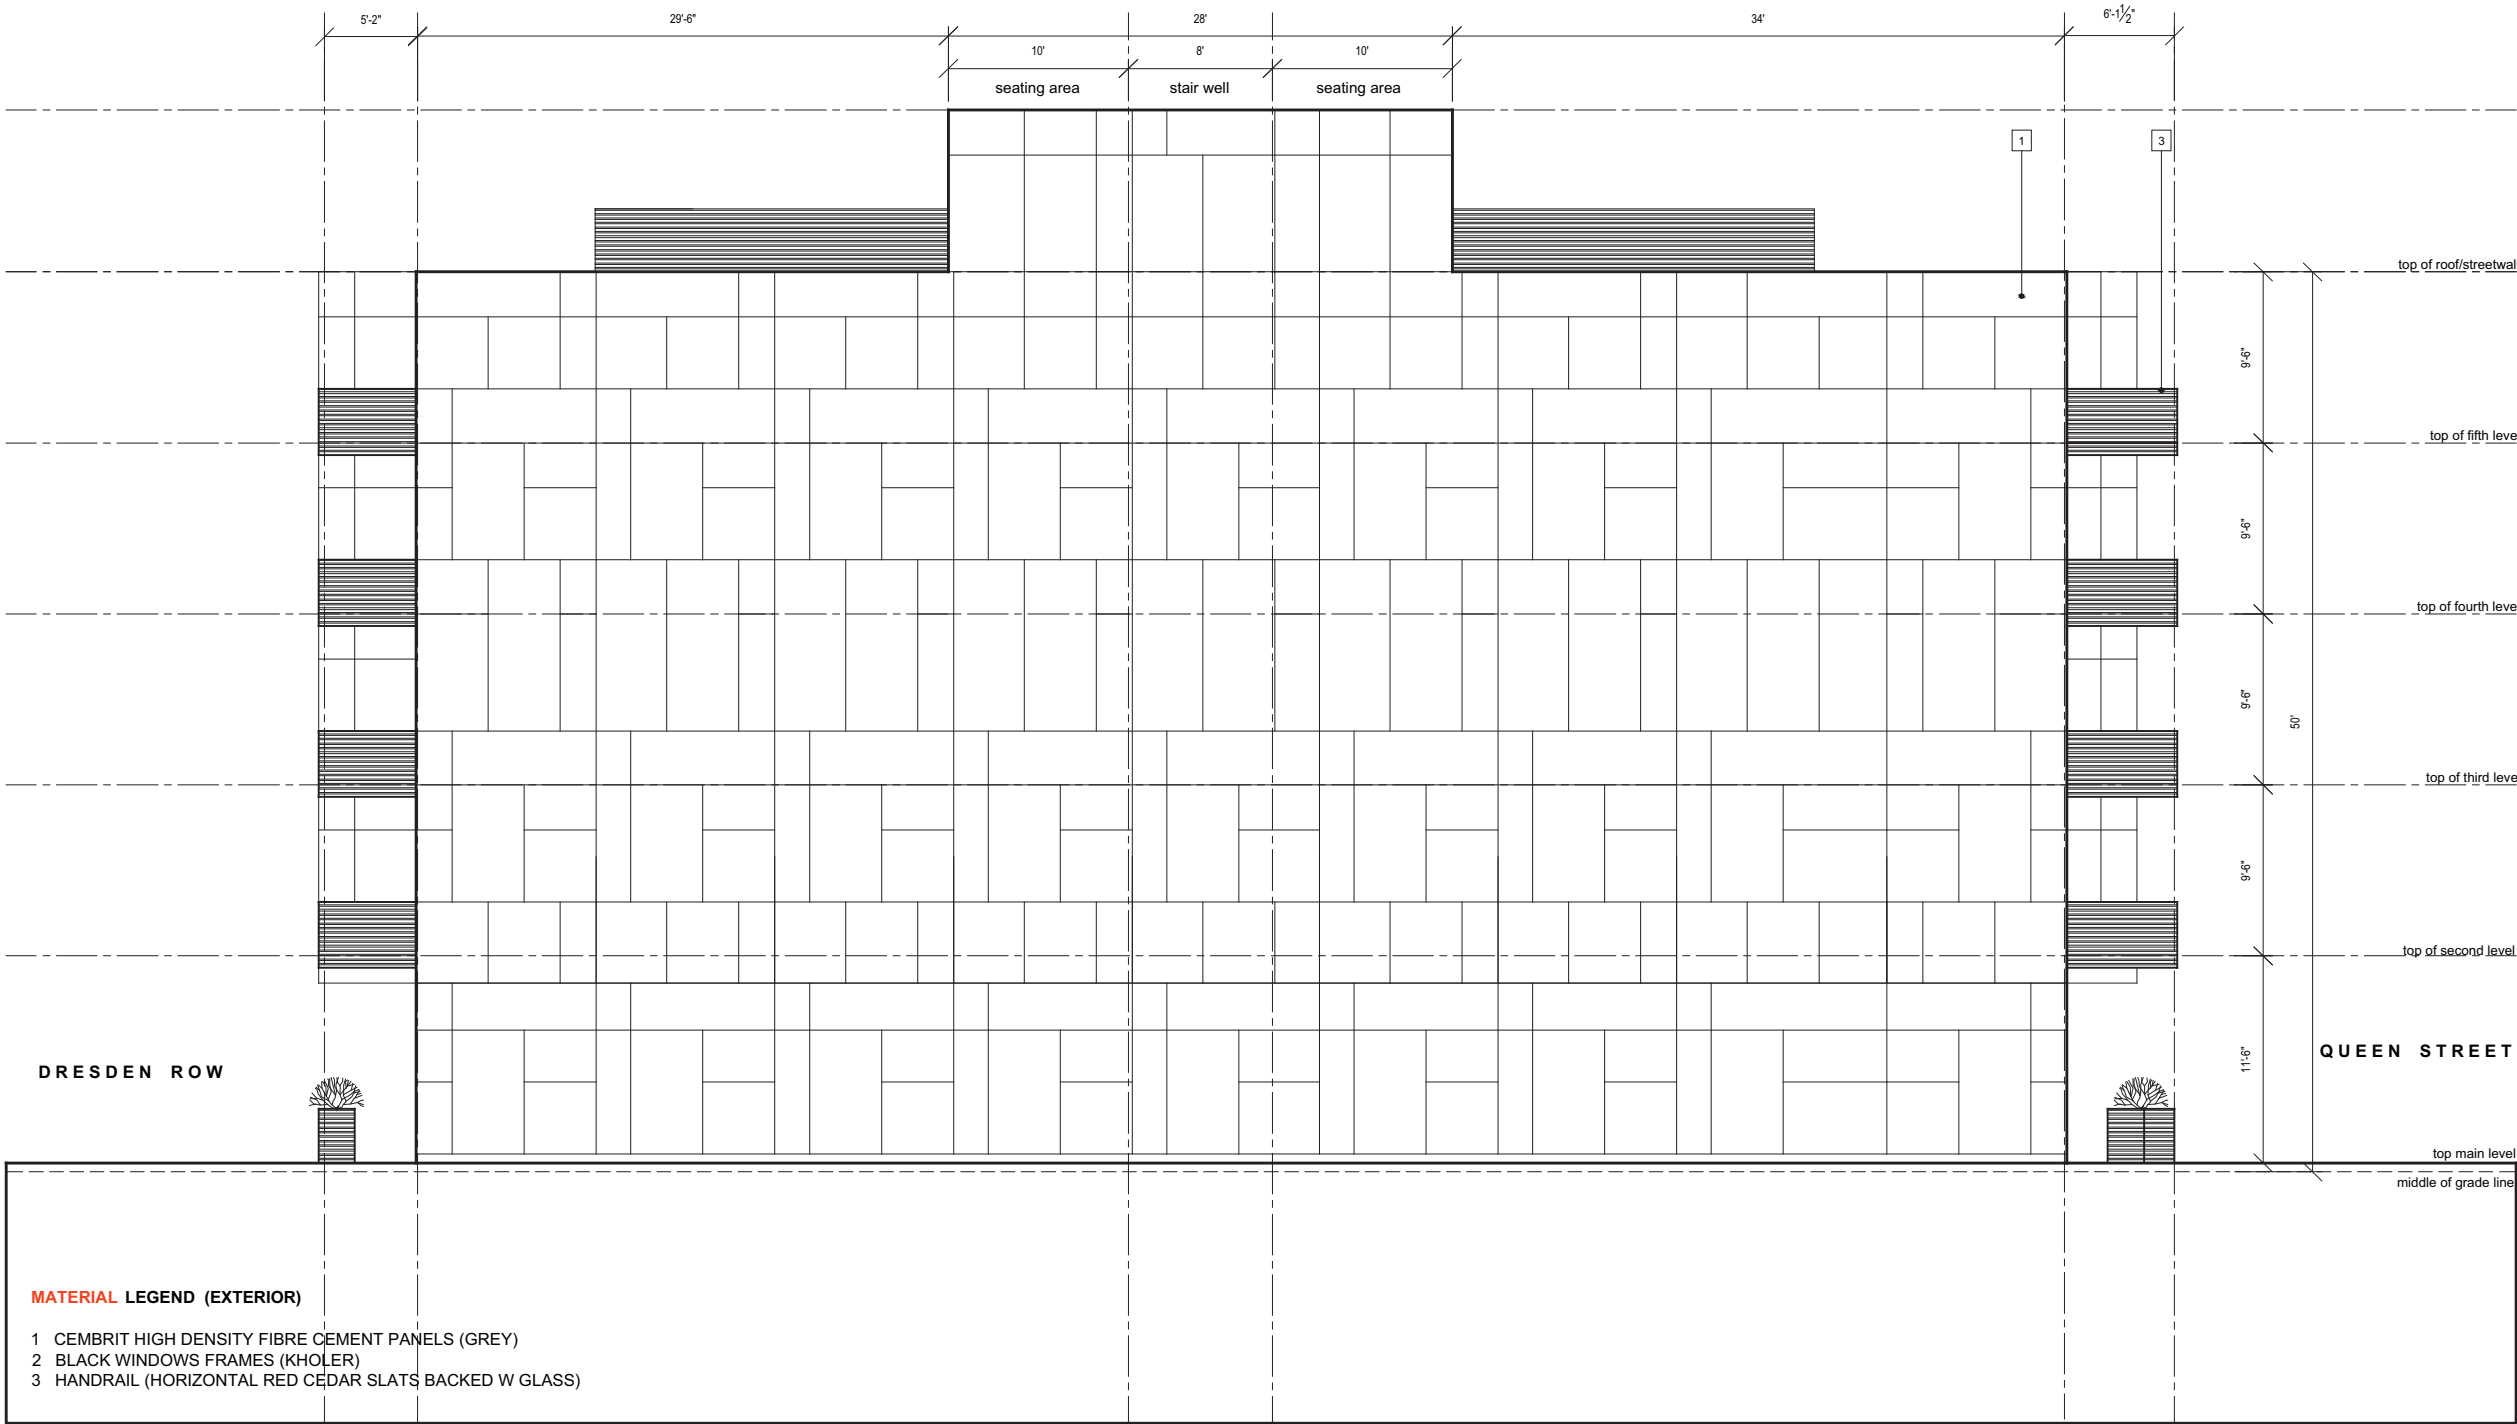 5'-2" 29'-6" 28' 34' 6'-1½"
10' 8' 10'
seating area stair well seating area
1 3
top of roof/streetwal
9'-6"
top of fifth leve
9'-6"
top of fourth leve
9'-6"
50'
top of third leve
9'-6"
top of second level
11'-6"
DRESDEN ROW
QUEEN STREET
top main level
middle of grade line
MATERIAL LEGEND (EXTERIOR)
1 CEMBRIT HIGH DENSITY FIBRE CEMENT PANELS (GREY)
2 BLACK WINDOWS FRAMES (KHOLER)
3 HANDRAIL (HORIZONTAL RED CEDAR SLATS BACKED W GLASS)